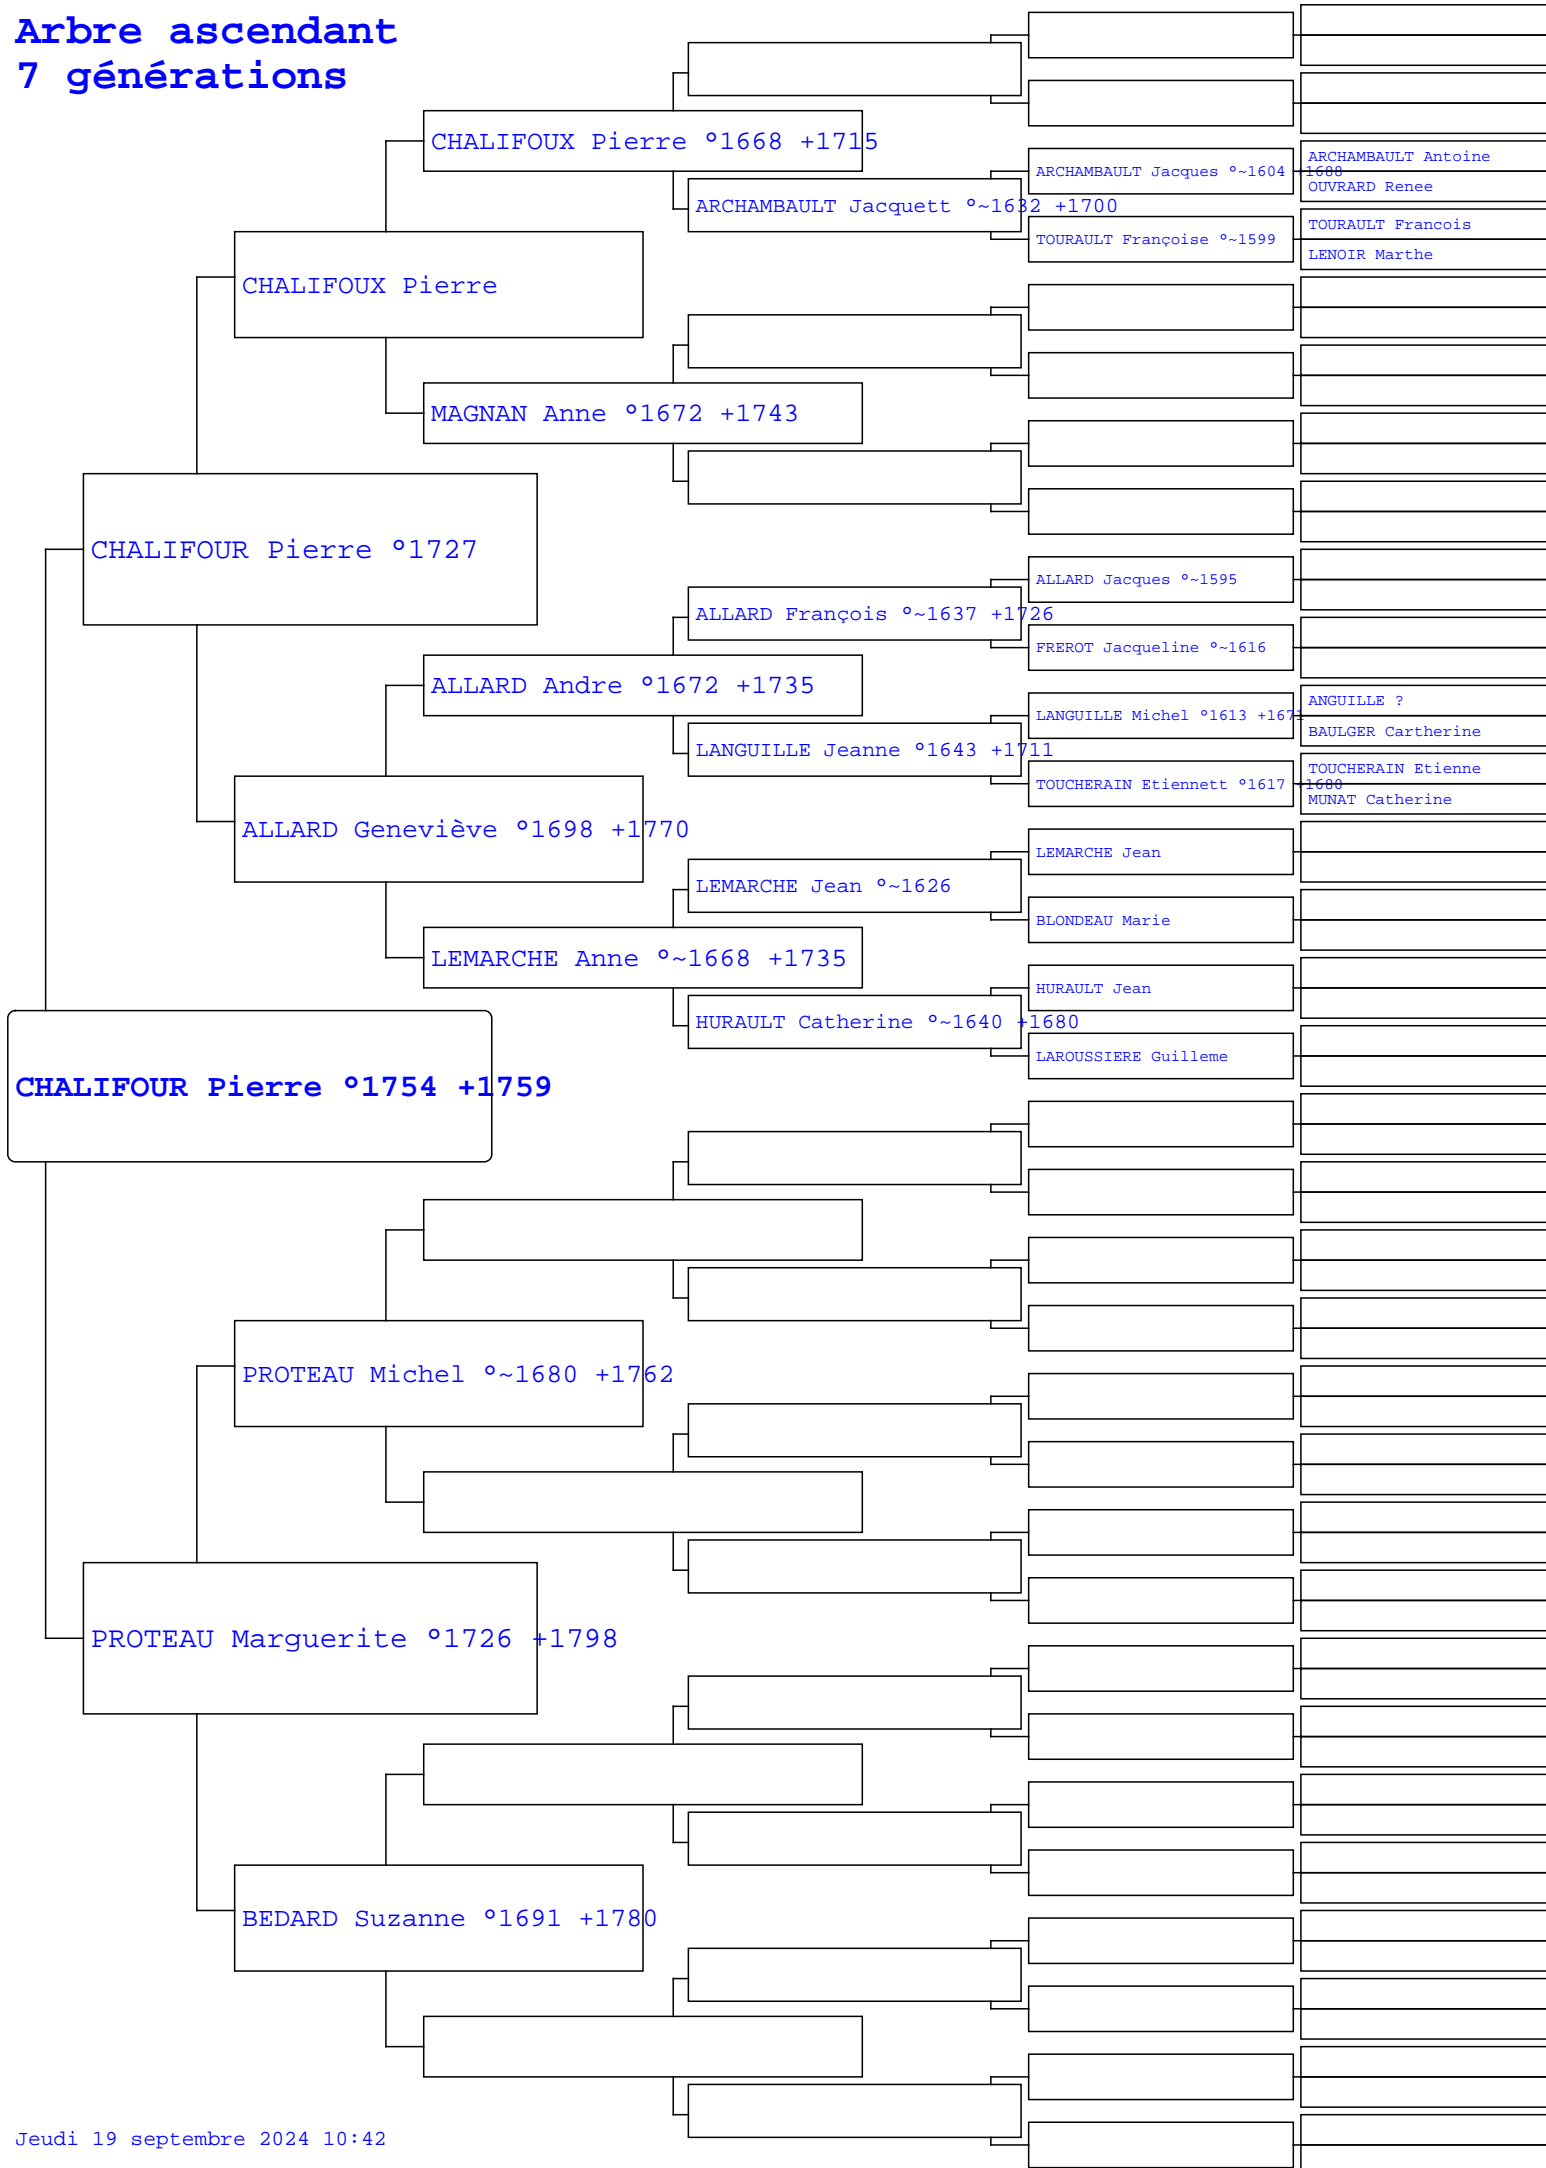 Arbre ascendant
7 générations
CHALIFOUX Pierre °1668 +1715
ARCHAMBAULT Jacques °~1604 +1688
ARCHAMBAULT Antoine
OUVRARD Renee
ARCHAMBAULT Jacquett °~1632 +1700
TOURAULT Françoise °~1599
TOURAULT Francois
LENOIR Marthe
CHALIFOUX Pierre
MAGNAN Anne °1672 +1743
CHALIFOUR Pierre °1727
ALLARD Jacques °~1595
ALLARD François °~1637 +1726
FREROT Jacqueline °~1616
ALLARD Andre °1672 +1735
LANGUILLE Michel °1613 +1671
ANGUILLE ?
BAULGER Cartherine
LANGUILLE Jeanne °1643 +1711
TOUCHERAIN Etiennett °1617 +1680
TOUCHERAIN Etienne
MUNAT Catherine
ALLARD Geneviève °1698 +1770
LEMARCHE Jean
LEMARCHE Jean °~1626
BLONDEAU Marie
LEMARCHE Anne °~1668 +1735
HURAULT Jean
HURAULT Catherine °~1640 +1680
LAROUSSIERE Guilleme
CHALIFOUR Pierre °1754 +1759
PROTEAU Michel °~1680 +1762
PROTEAU Marguerite °1726 +1798
BEDARD Suzanne °1691 +1780
Jeudi 19 septembre 2024 10:42